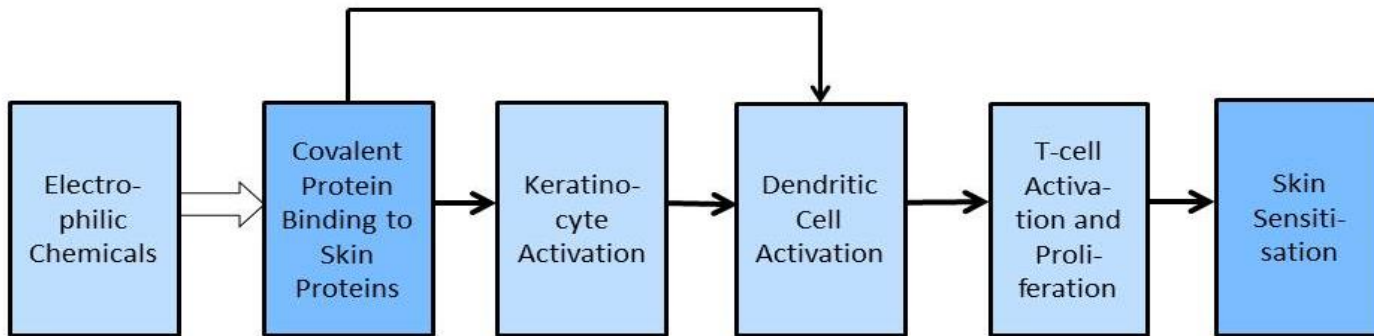 Electro-
philic
Chemicals
Covalent
Protein
Binding to
Skin
Proteins
Keratino-
cyte
Activation
Dendritic
Cell
Activation
T-cell
Activa-
tion and
Proli-
feration
Skin
Sensiti-
sation